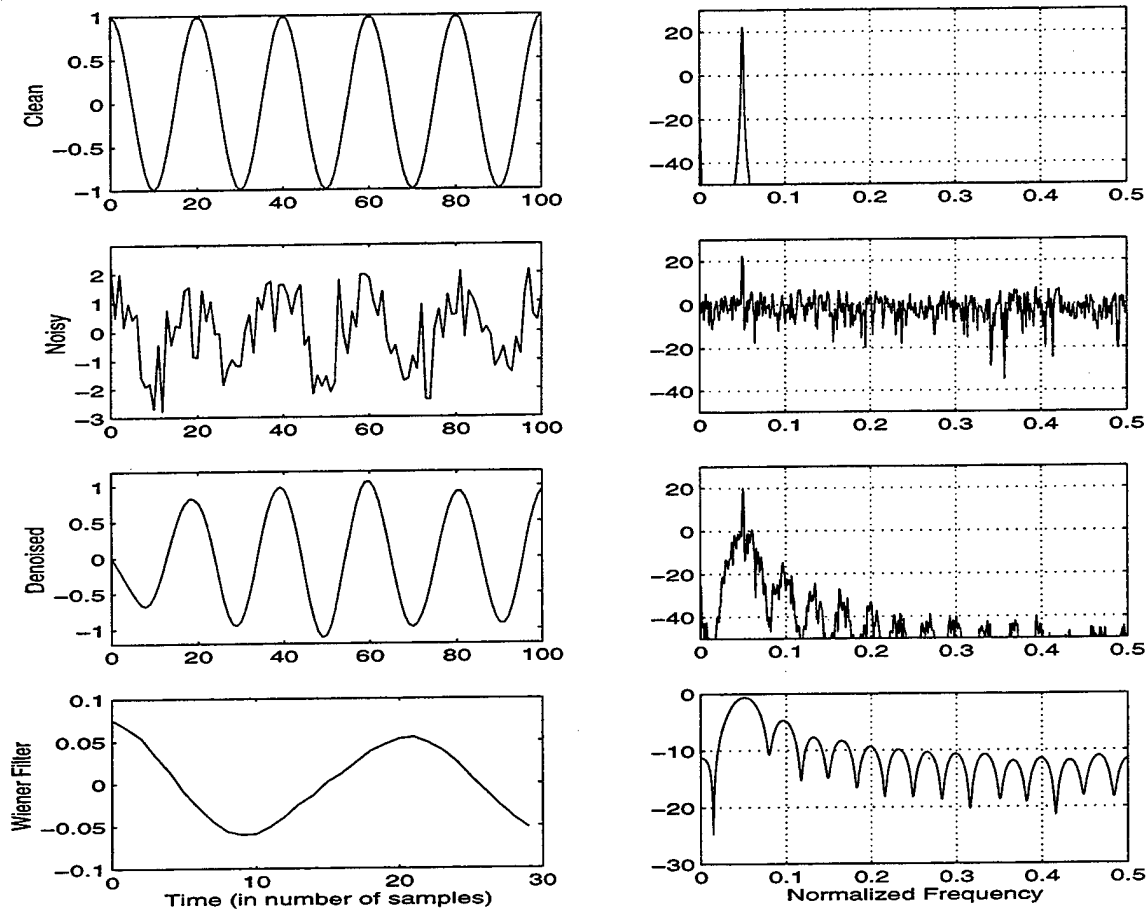 Clean
1
0.5
0
−0.5
−1
0 20 40 60 80 100
20
0
−20
−40
0 0.1 0.2 0.3 0.4 0.5
Noisy
2
1
0
−1
−2
−3
0 20 40 60 80 100
20
0
−20
−40
0 0.1 0.2 0.3 0.4 0.5
Denoised
1
0.5
0
−0.5
−1
0 20 40 60 80 100
20
0
−20
−40
0 0.1 0.2 0.3 0.4 0.5
Wiener Filter
0.1
0.05
0
−0.05
−0.1
0 10 20 30
Time (in number of samples)
0
−10
−20
−30
0 0.1 0.2 0.3 0.4 0.5
Normalized Frequency